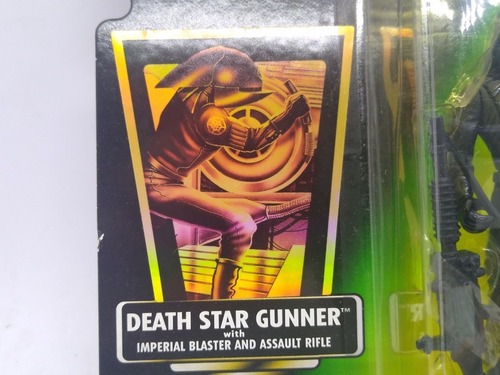 DEATH STAR GUNNER™
with
IMPERIAL BLASTER AND ASSAULT RIFLE